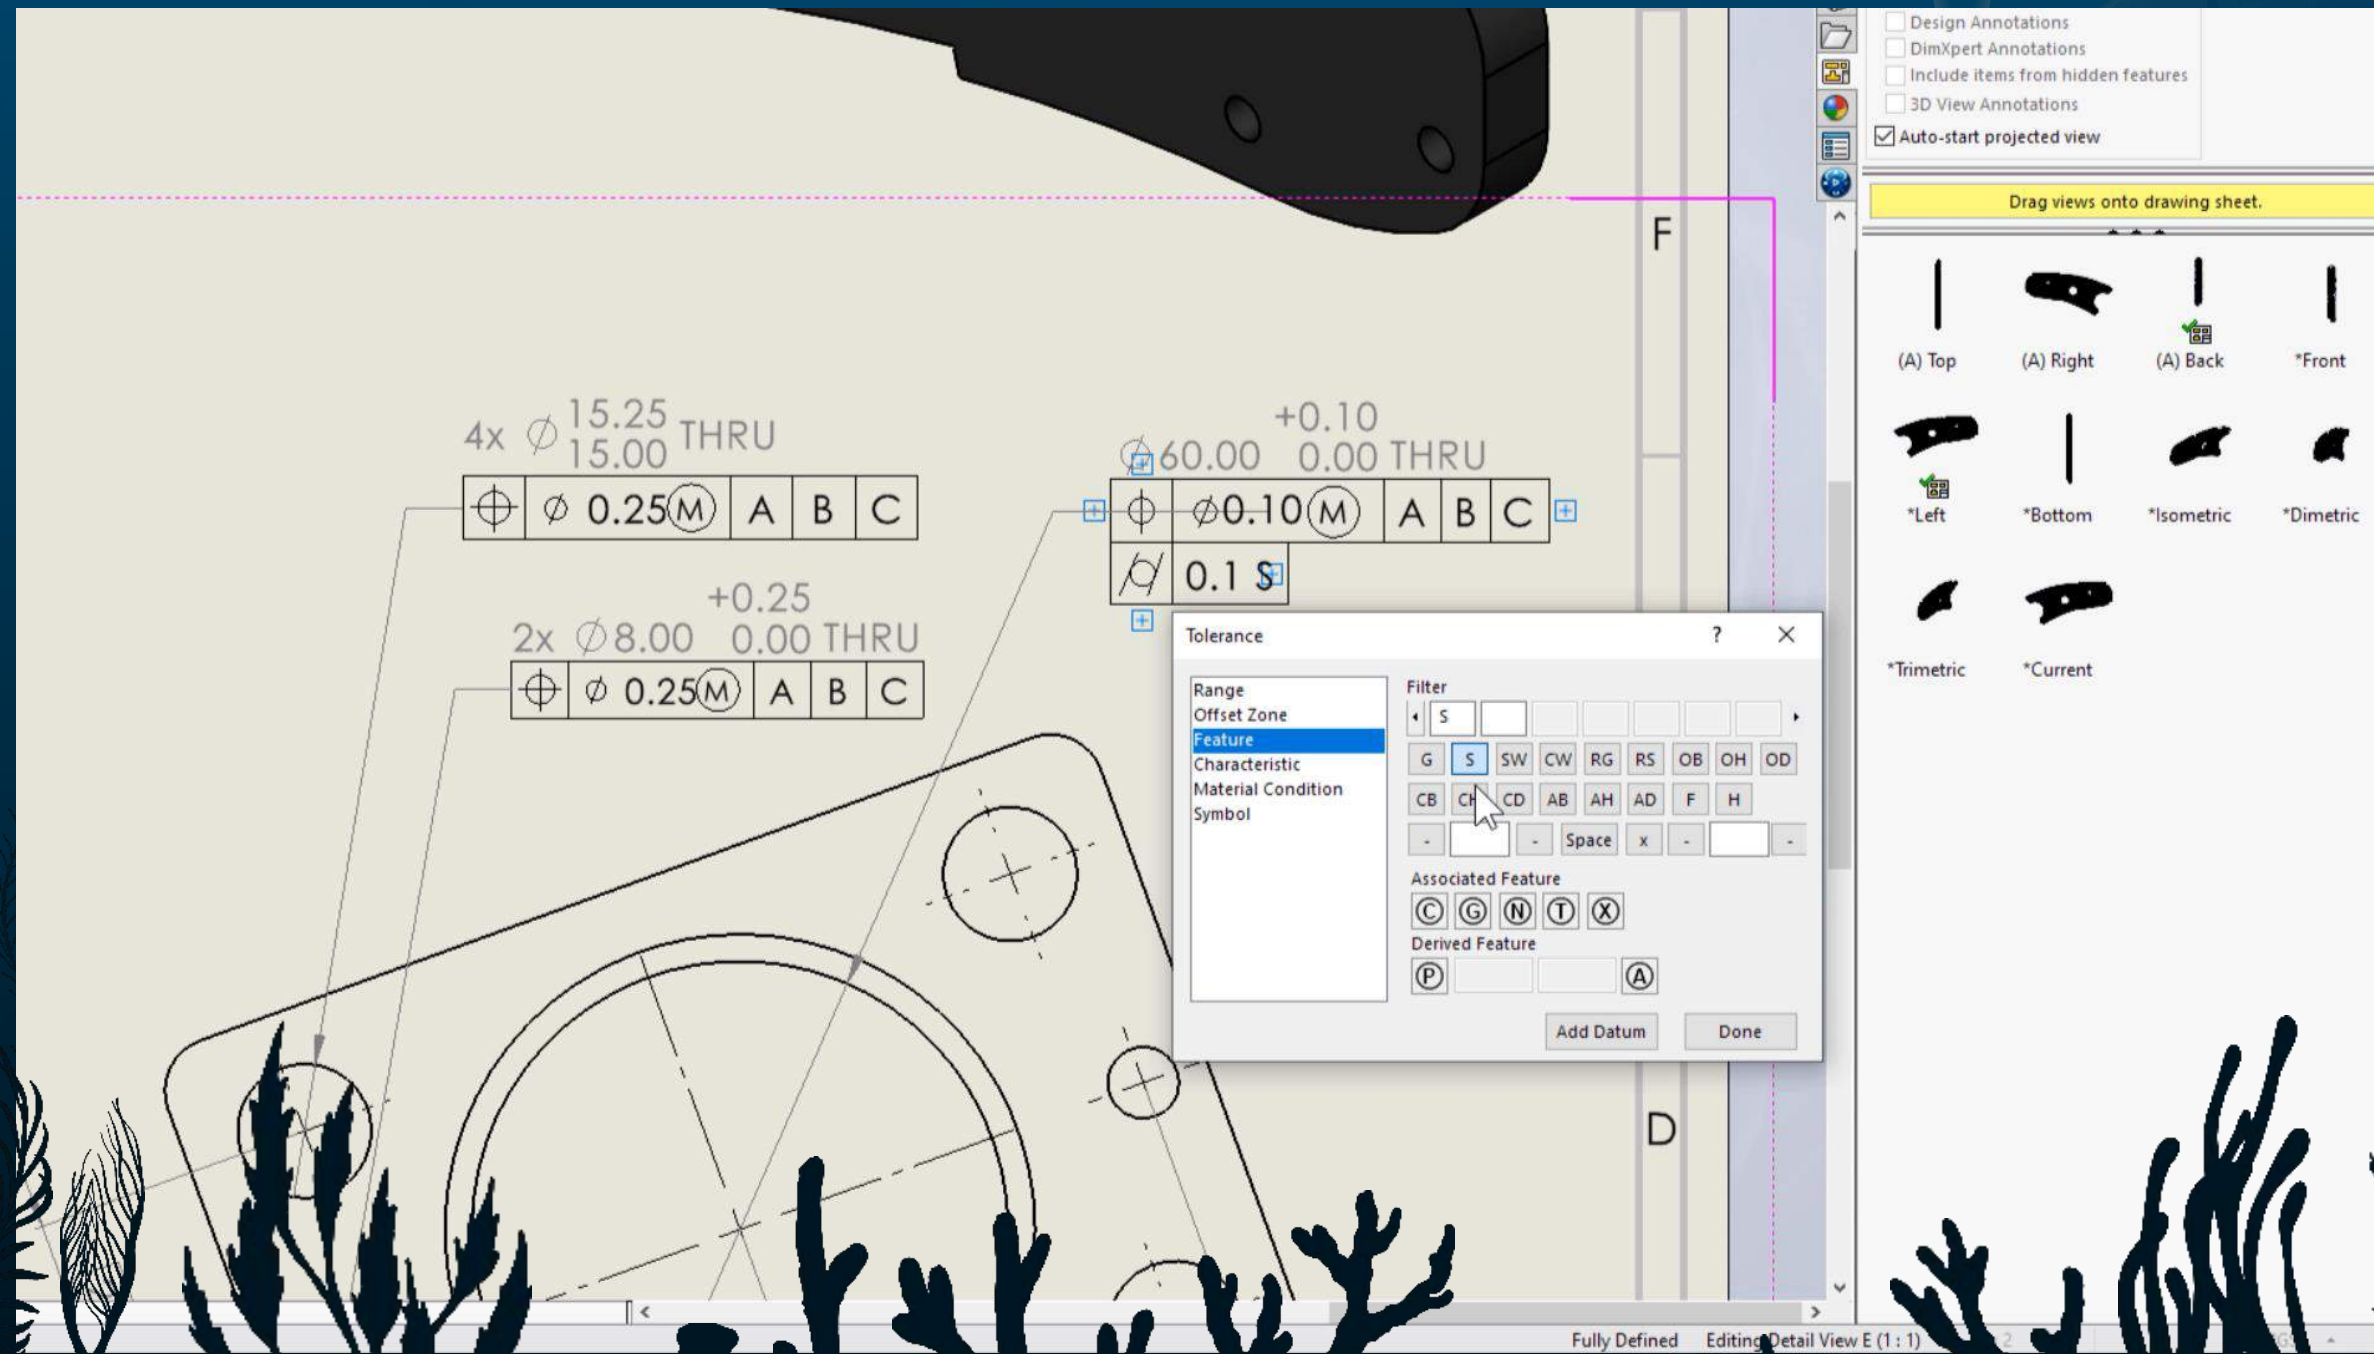 Design Annotations
DimXpert Annotations
Include items from hidden features
3D View Annotations
Auto-start projected view
Drag views onto drawing sheet.
(A) Top
(A) Right
(A) Back
*Front
*Left
*Bottom
*Isometric
*Dimetric
*Trimetric
*Current
F
4x ∅ 15.25 THRU
15.00
⌖ ∅ 0.25 Ⓜ A B C
+0.10
∅60.00 0.00 THRU
⌖ ∅0.10 Ⓜ A B C
⌭ 0.1 S
+0.25
2x ∅8.00 0.00 THRU
⌖ ∅ 0.25 Ⓜ A B C
Tolerance ? ×
Range
Offset Zone
Feature
Characteristic
Material Condition
Symbol
Filter
S
G S SW CW RG RS OB OH OD
CB CH CD AB AH AD F H
- - Space x - -
Associated Feature
Ⓒ Ⓖ Ⓝ Ⓣ Ⓧ
Derived Feature
Ⓟ Ⓐ
Add Datum Done
D
Fully Defined Editing Detail View E (1 : 1)